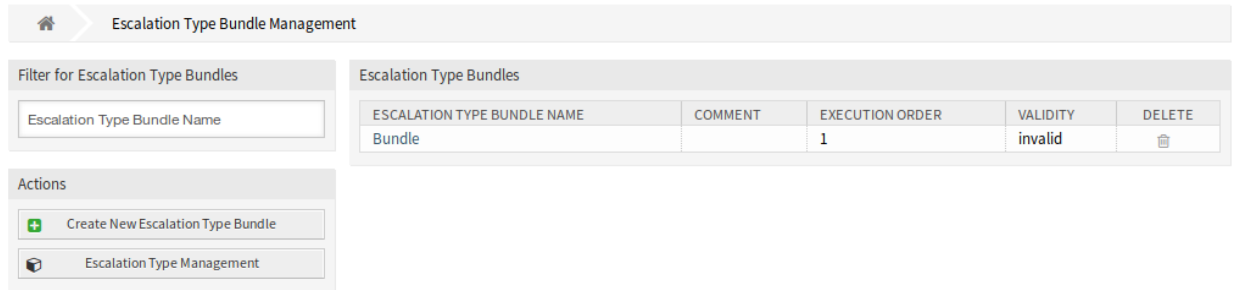 Escalation Type Bundle Management
Filter for Escalation Type Bundles
Escalation Type Bundle Name
Actions
Create New Escalation Type Bundle
Escalation Type Management
Escalation Type Bundles
ESCALATION TYPE BUNDLE NAME COMMENT EXECUTION ORDER VALIDITY DELETE
Bundle 1 invalid